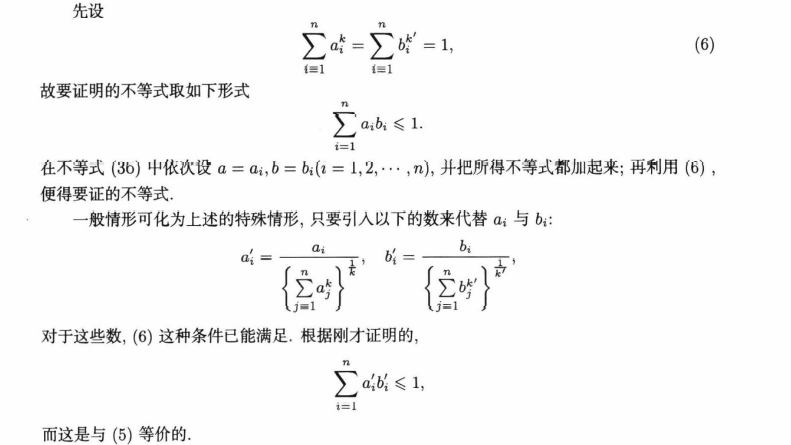 先设
$$\sum_{i=1}^{n} a_i^k = \sum_{i=1}^{n} b_i^{k'} = 1, \quad (6)$$
故要证明的不等式取如下形式
$$\sum_{i=1}^{n} a_i b_i \leqslant 1.$$
在不等式 (3b) 中依次设 $a = a_i, b = b_i (i = 1, 2, \cdots, n)$, 并把所得不等式都加起来; 再利用 (6) ,
便得要证的不等式.
一般情形可化为上述的特殊情形, 只要引入以下的数来代替 $a_i$ 与 $b_i$:
$$a_i' = \frac{a_i}{\left\{\sum_{j=1}^{n} a_j^k\right\}^{\frac{1}{k}}}, \quad b_i' = \frac{b_i}{\left\{\sum_{j=1}^{n} b_j^{k'}\right\}^{\frac{1}{k'}}},$$
对于这些数, (6) 这种条件已能满足. 根据刚才证明的,
$$\sum_{i=1}^{n} a_i' b_i' \leqslant 1,$$
而这是与 (5) 等价的.